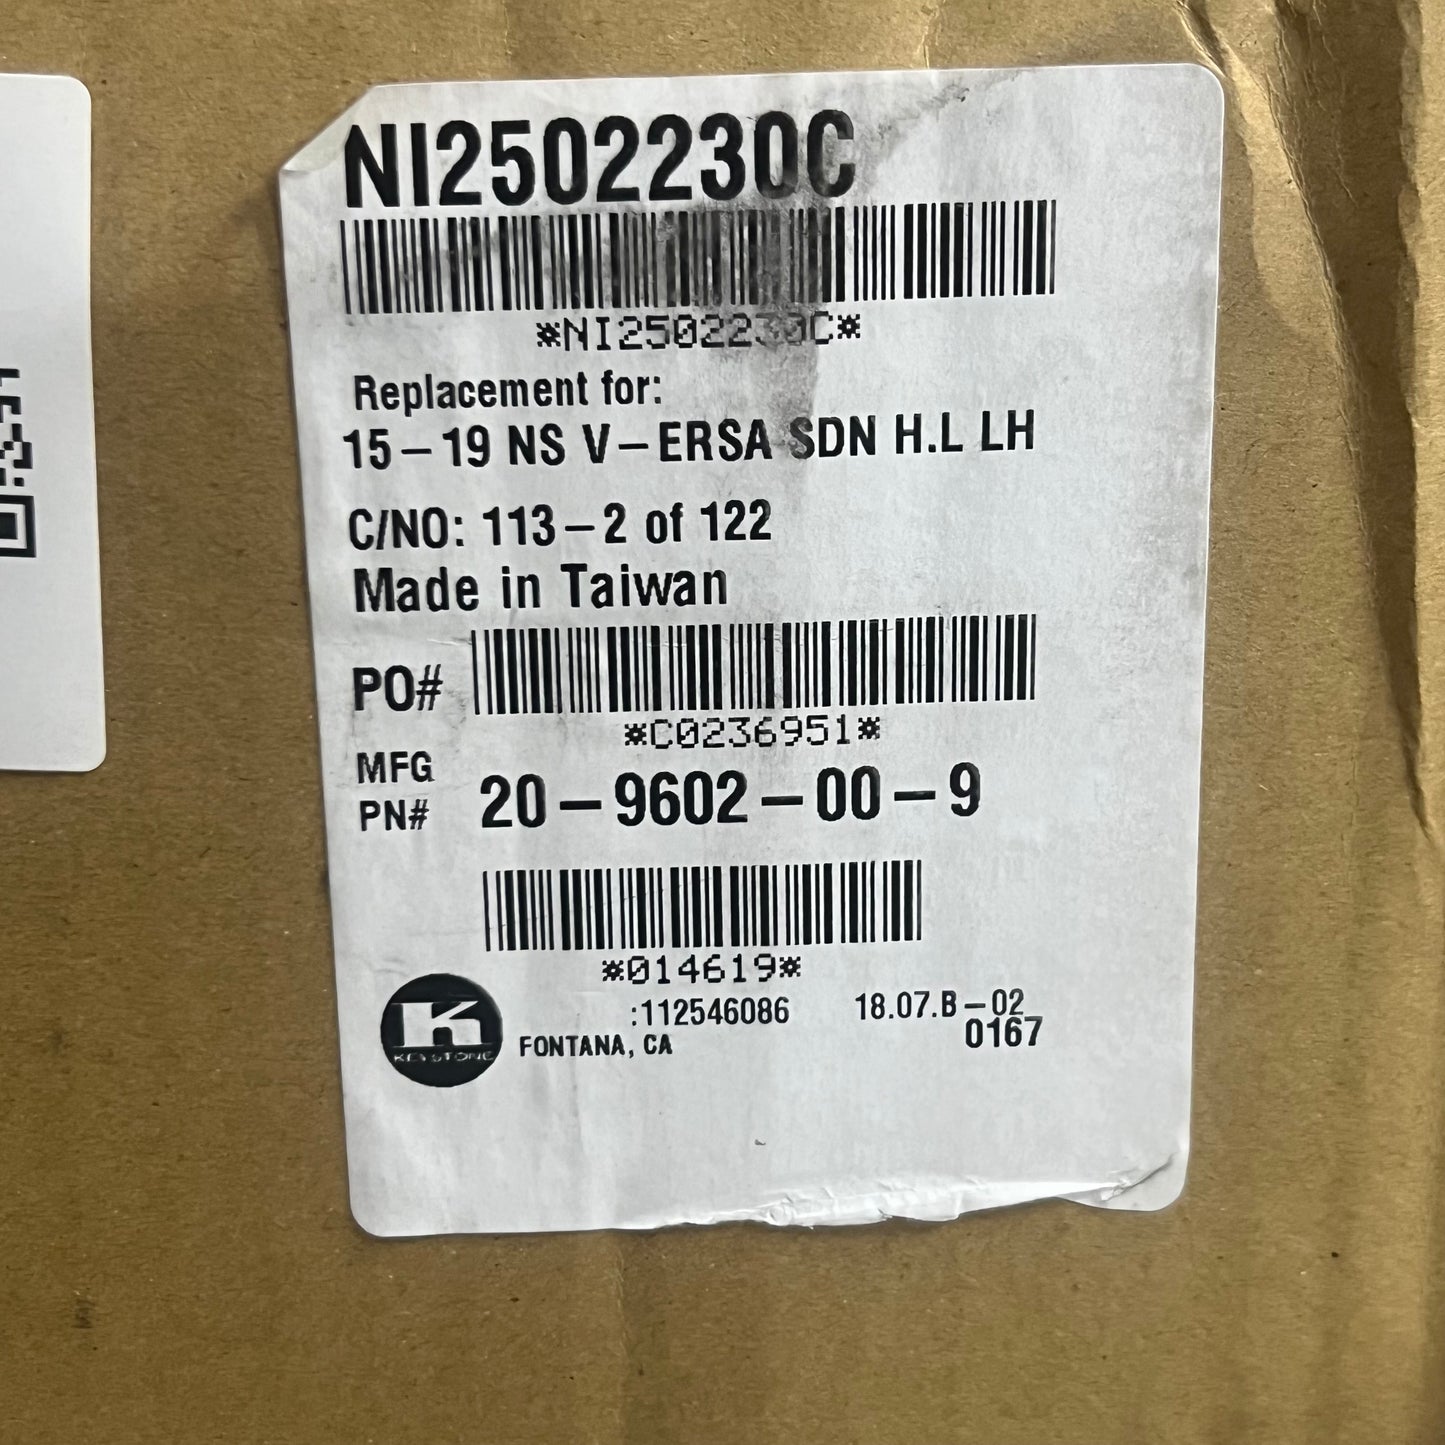 NI2502230C
*NI2502230C*
Replacement for:
15-19 NS V-ERSA SDN H.L LH
C/NO: 113-2 of 122
Made in Taiwan
PO#
*C0236951*
MFG
PN# 20-9602-00-9
*014619*
:112546086 18.07.B-02
FONTANA, CA 0167
K
KEYSTONE